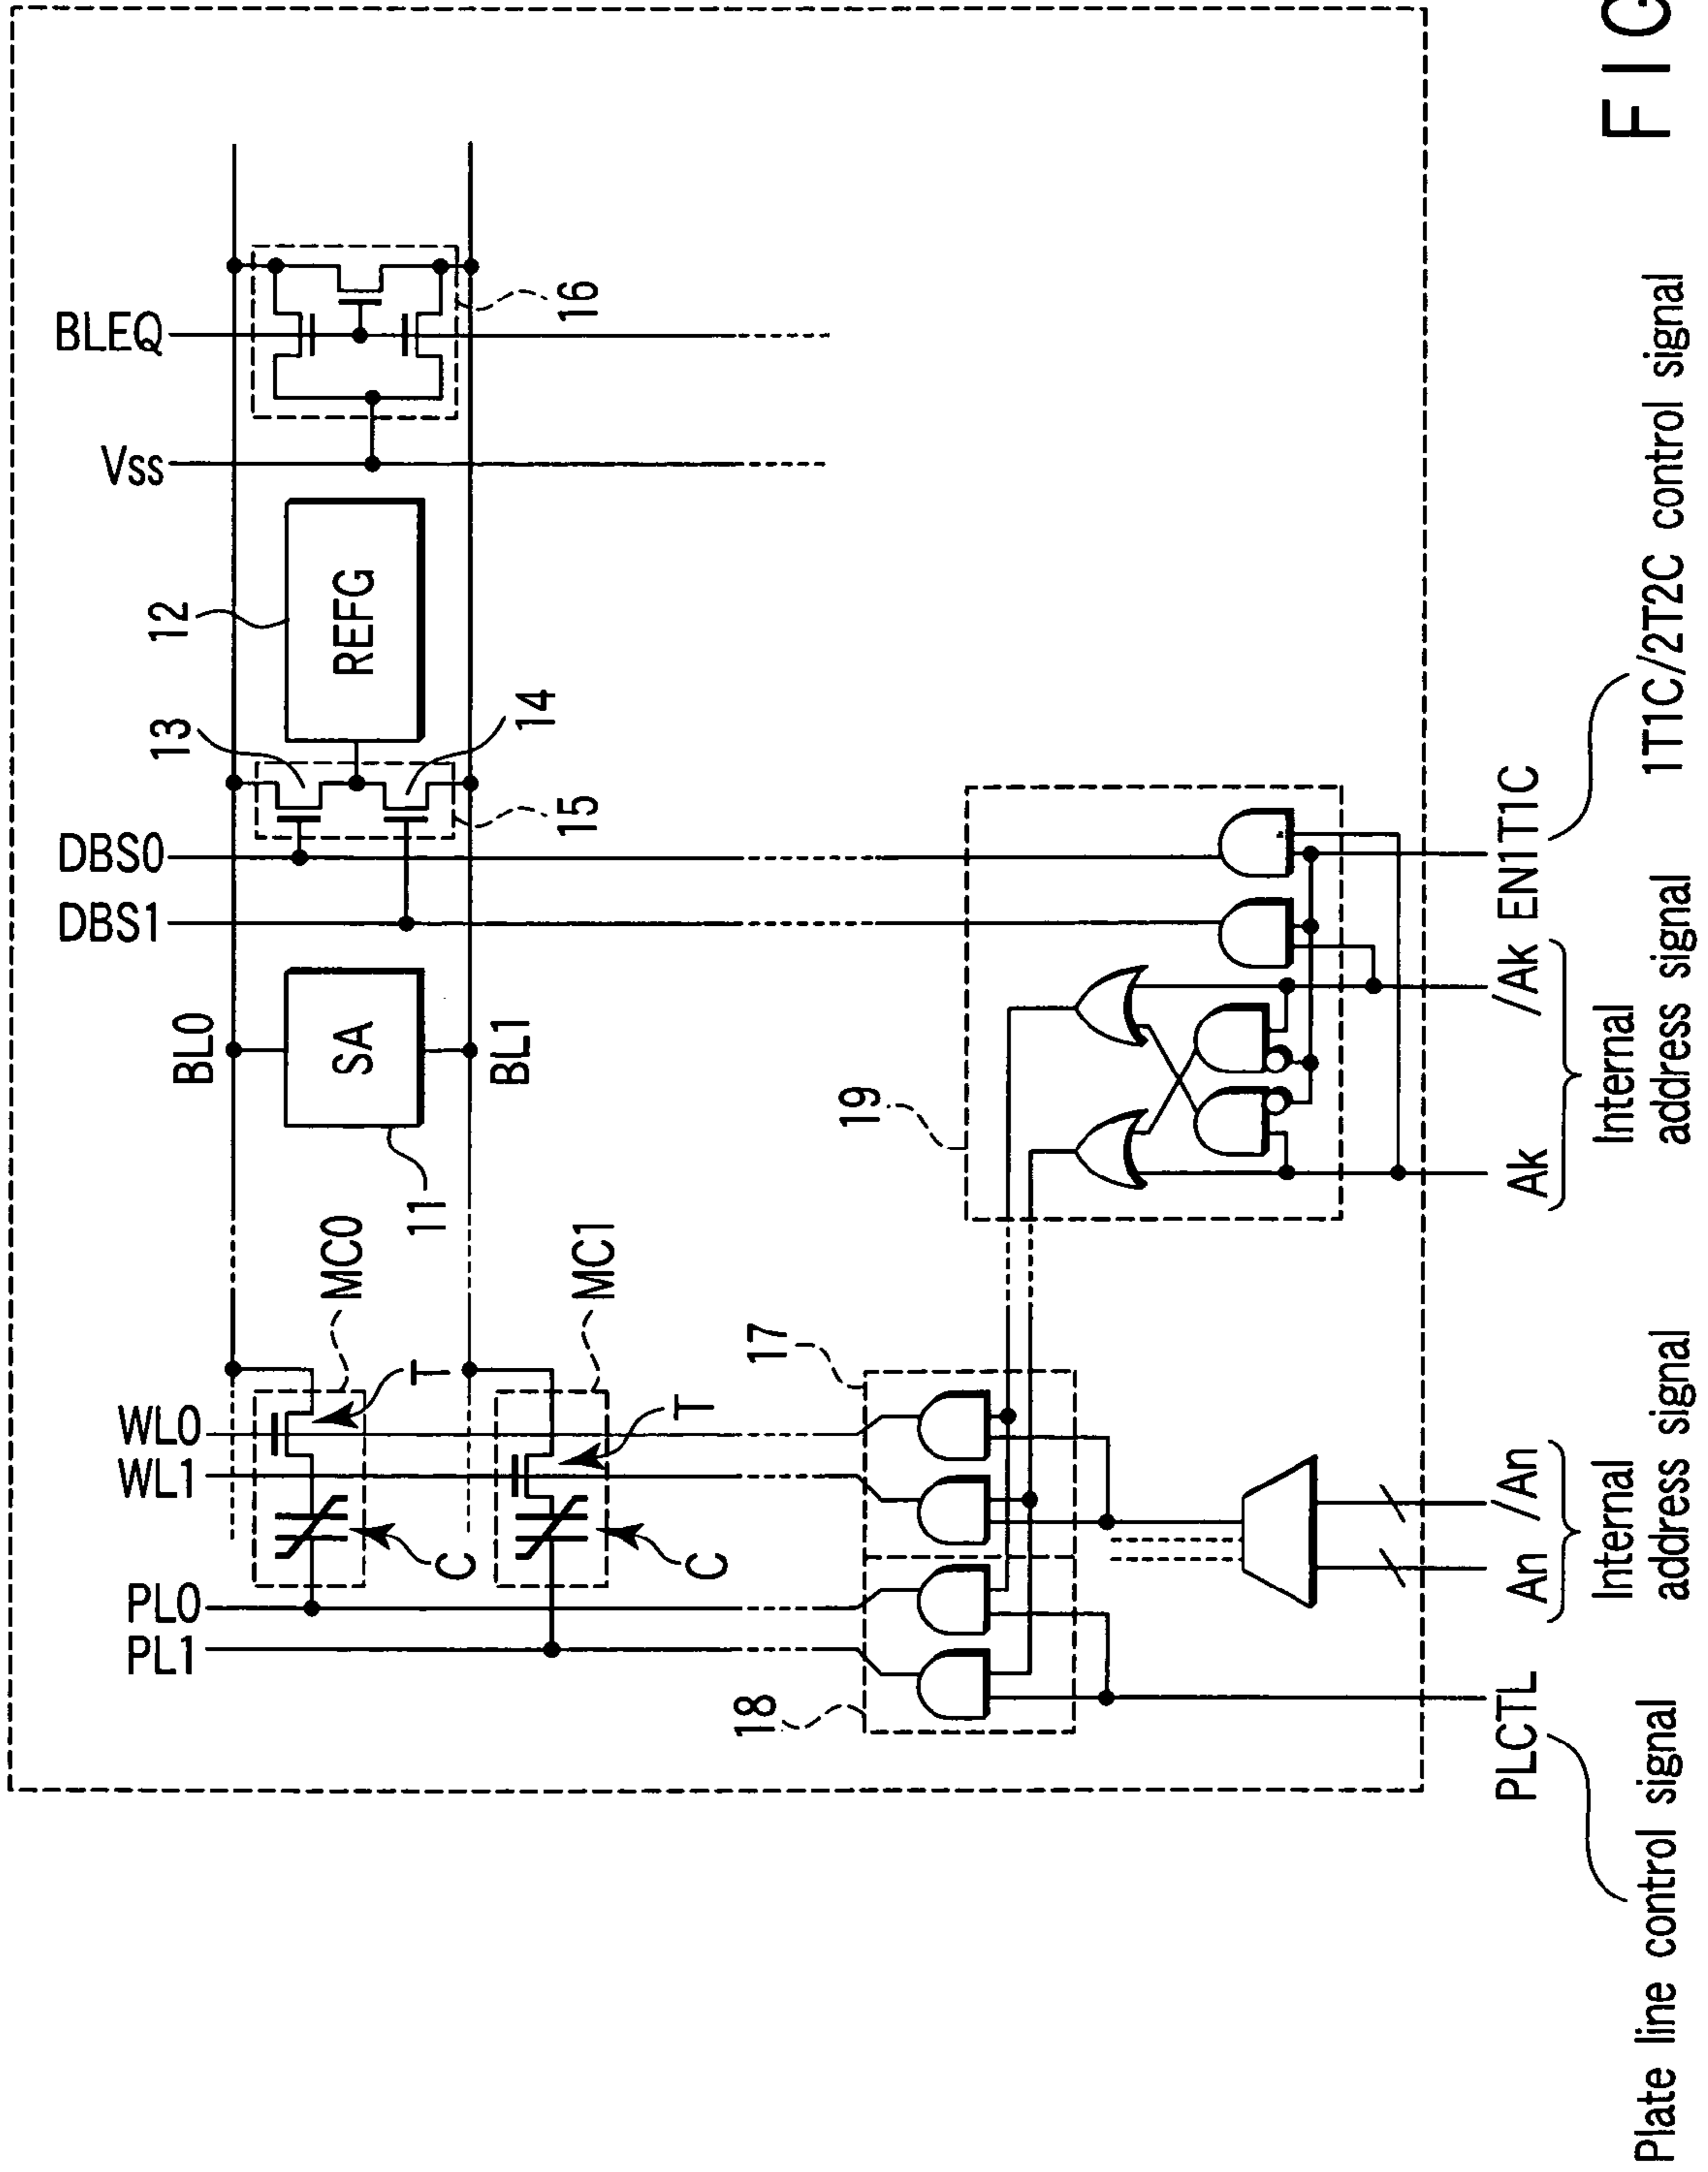 PL1
PL0
WL1
WL0
BL0
DBS1
DBS0
Vss
BLEQ
MC0
T
C
MC1
T
C
SA
11
BL1
13
12
REFG
14
15
16
17
18
19
PLCTL
An
/An
Ak
/Ak
EN1T1C
Plate line control signal
Internal
address signal
Internal
address signal
1T1C/2T2C control signal
FIG